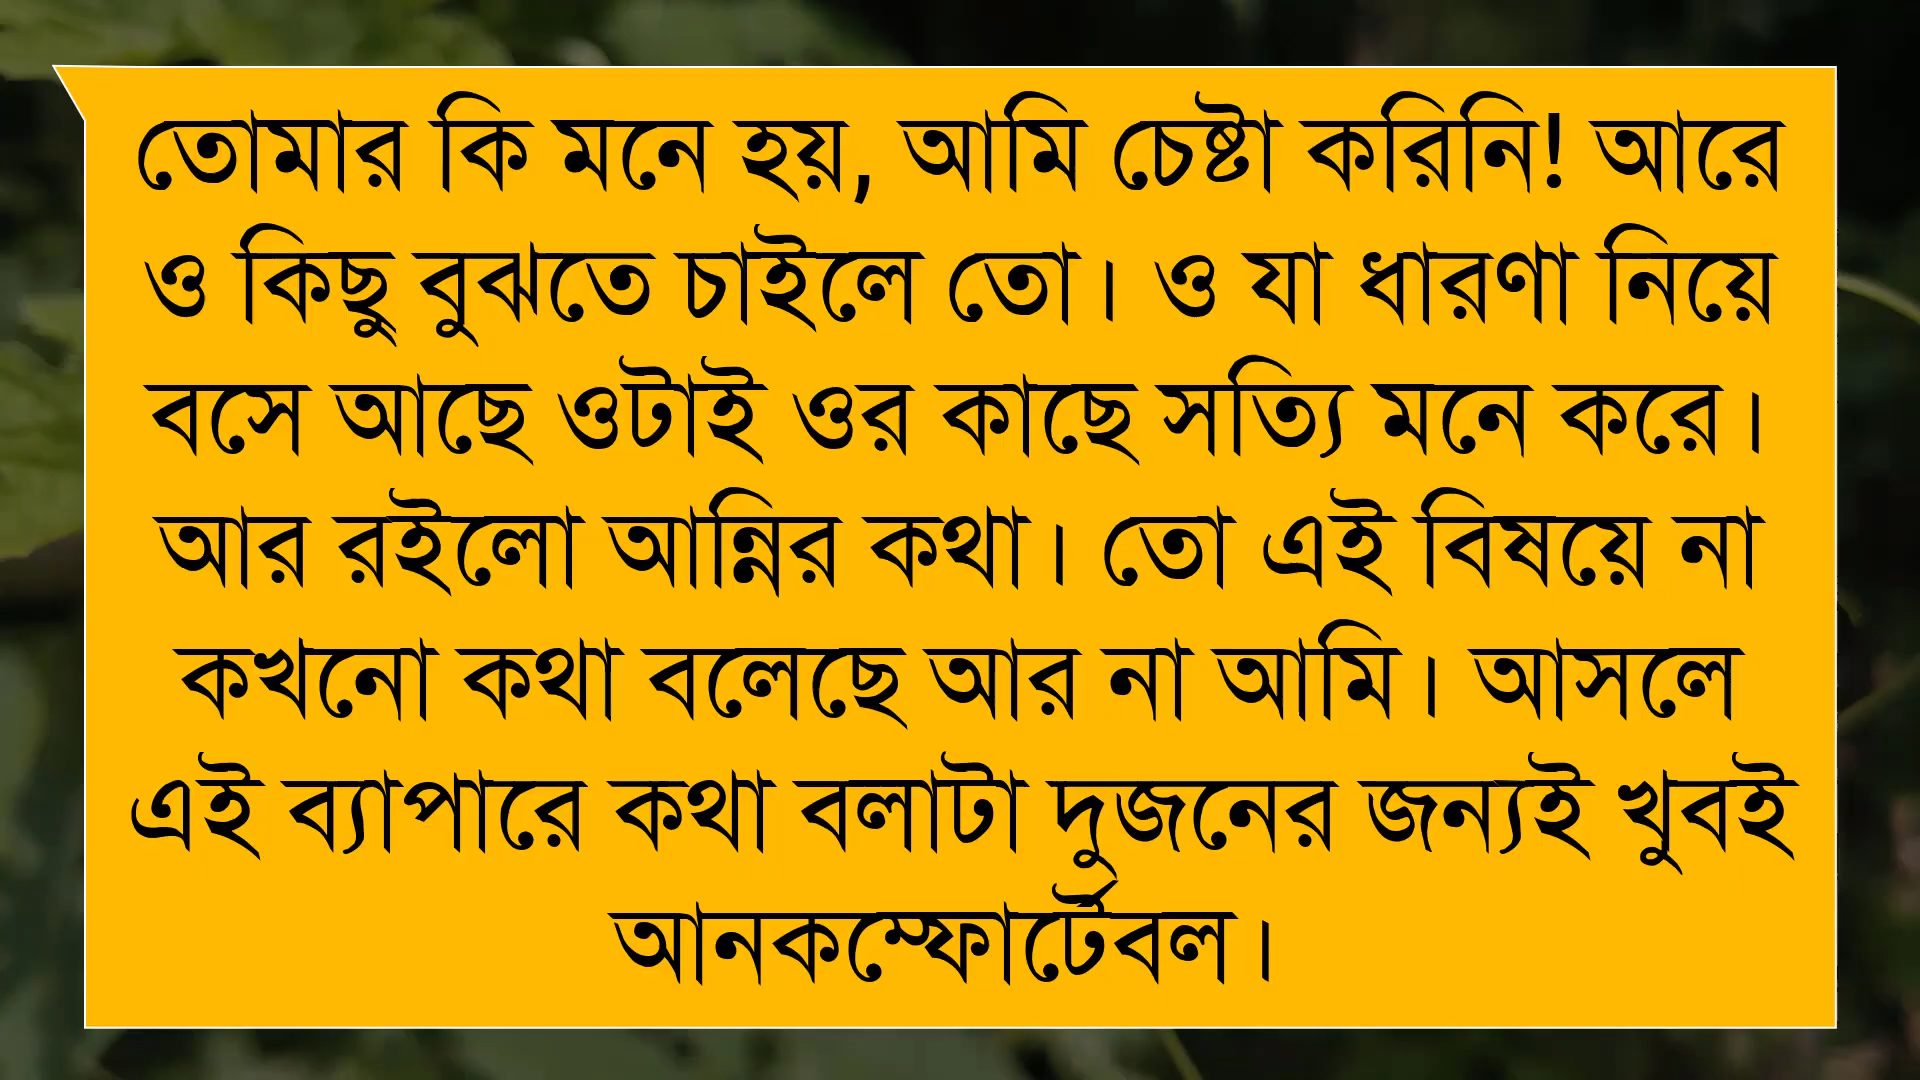 তোমার কি মনে হয়, আমি চেষ্টা করিনি! আরে
ও কিছু বুঝতে চাইলে তো। ও যা ধারণা নিয়ে
বসে আছে ওটাই ওর কাছে সত্যি মনে করে।
আর রইলো আন্নির কথা। তো এই বিষয়ে না
কখনো কথা বলেছে আর না আমি। আসলে
এই ব্যাপারে কথা বলাটা দুজনের জন্যই খুবই
আনকম্ফোর্টেবল।